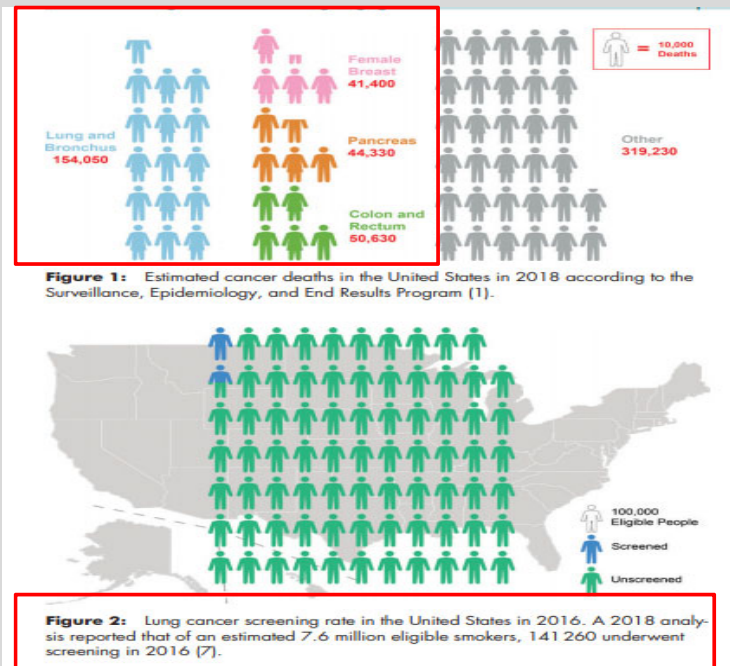 Lung and
Bronchus
154,050
Female
Breast
41,400
Pancreas
44,330
Colon and
Rectum
50,630
= 10,000
Deaths
Other
319,230
Figure 1: Estimated cancer deaths in the United States in 2018 according to the
Surveillance, Epidemiology, and End Results Program (1).
100,000
Eligible People
Screened
Unscreened
Figure 2: Lung cancer screening rate in the United States in 2016. A 2018 analy-
sis reported that of an estimated 7.6 million eligible smokers, 141 260 underwent
screening in 2016 (7).